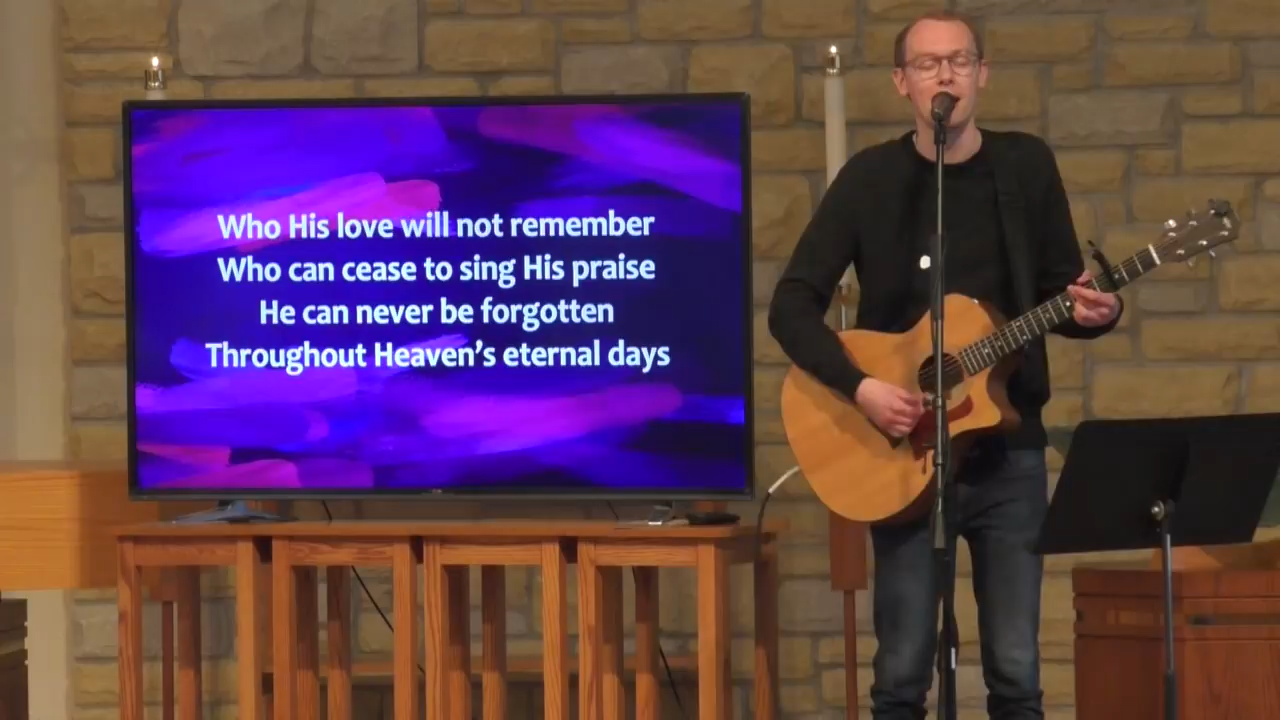 Who His love will not remember
Who can cease to sing His praise
He can never be forgotten
Throughout Heaven's eternal days